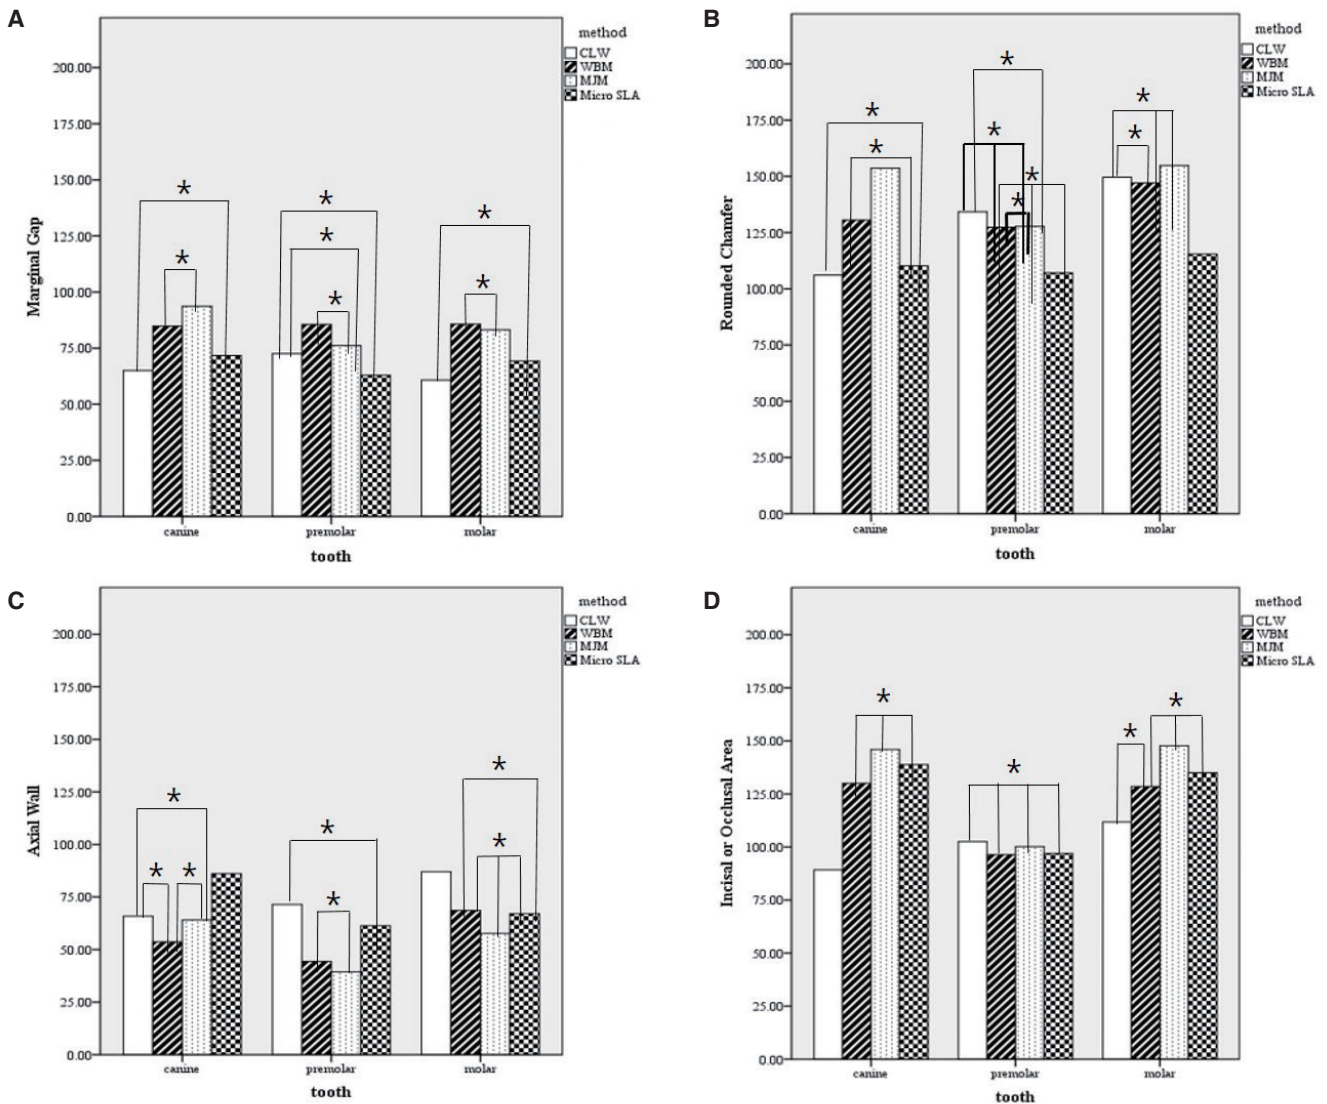 A
method
CLW
WBM
MJM
Micro SLA
200.00
175.00
150.00
125.00
100.00
75.00
50.00
25.00
0.00
Marginal Gap
* * * * * * *
canine premolar molar
tooth
B
method
CLW
WBM
MJM
Micro SLA
200.00
175.00
150.00
125.00
100.00
75.00
50.00
25.00
0.00
Rounded Chamfer
* * * * * * * *
canine premolar molar
tooth
C
method
CLW
WBM
MJM
Micro SLA
200.00
175.00
150.00
125.00
100.00
75.00
50.00
25.00
0.00
Axial Wall
* * * * * * *
canine premolar molar
tooth
D
method
CLW
WBM
MJM
Micro SLA
200.00
175.00
150.00
125.00
100.00
75.00
50.00
25.00
0.00
Incisal or Occlusal Area
* * * *
canine premolar molar
tooth